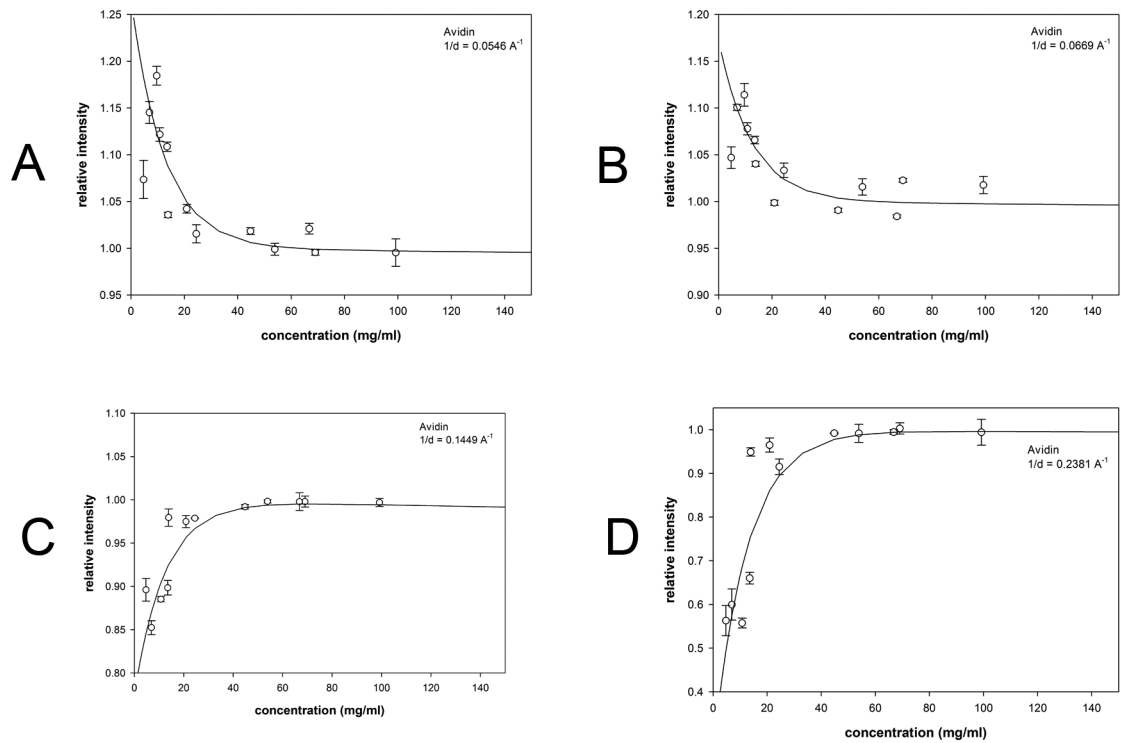 A
relative intensity
1.25
1.20
1.15
1.10
1.05
1.00
0.95
Avidin
1/d = 0.0546 A-1
0 20 40 60 80 100 120 140
concentration (mg/ml)
B
relative intensity
1.20
1.15
1.10
1.05
1.00
0.95
0.90
Avidin
1/d = 0.0669 A-1
0 20 40 60 80 100 120 140
concentration (mg/ml)
C
relative intensity
1.10
1.05
1.00
0.95
0.90
0.85
0.80
Avidin
1/d = 0.1449 A-1
0 20 40 60 80 100 120 140
concentration (mg/ml)
D
relative intensity
1.0
0.9
0.8
0.7
0.6
0.5
0.4
Avidin
1/d = 0.2381 A-1
0 20 40 60 80 100 120 140
concentration (mg/ml)